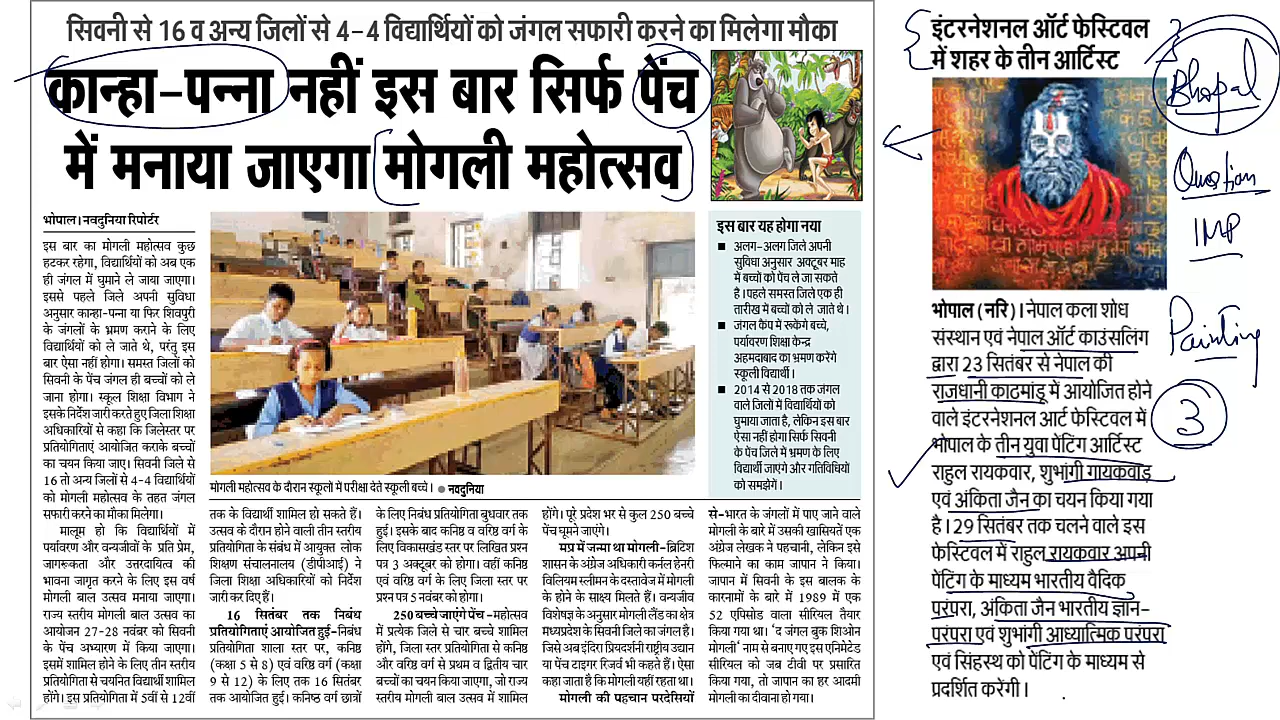 सिवनी से 16 व अन्य जिलों से 4-4 विद्यार्थियों को जंगल सफारी करने का मिलेगा मौका
कान्हा-पन्ना नहीं इस बार सिर्फ पेंच
में मनाया जाएगा मोगली महोत्सव
भोपाल। नवदुनिया रिपोर्टर
इस बार का मोगली महोत्सव कुछ
हटकर रहेगा, विद्यार्थियों को अब एक
ही जंगल में घुमाने ले जाया जाएगा।
इससे पहले जिले अपनी सुविधा
अनुसार कान्हा-पन्ना या फिर शिवपुरी
के जंगलों के भ्रमण कराने के लिए
विद्यार्थियों को ले जाते थे, परंतु इस
बार ऐसा नहीं होगा। समस्त जिलों को
सिवनी के पेंच जंगल ही बच्चों को ले
जाना होगा। स्कूल शिक्षा विभाग ने
इसके निर्देश जारी करते हुए जिला शिक्षा
अधिकारियों से कहा कि जिलेस्तर पर
प्रतियोगिताएं आयोजित कराके बच्चों
का चयन किया जाए। सिवनी जिले से
16 तो अन्य जिलों से 4-4 विद्यार्थियों
को मोगली महोत्सव के तहत जंगल
सफारी करने का मौका मिलेगा।
मालूम हो कि विद्यार्थियों में
पर्यावरण और वन्यजीवों के प्रति प्रेम,
जागरूकता और उत्तरदायित्व की
भावना जागृत करने के लिए इस वर्ष
मोगली बाल उत्सव मनाया जाएगा।
राज्य स्तरीय मोगली बाल उत्सव का
आयोजन 27-28 नवंबर को सिवनी
के पेंच अभ्यारण में किया जाएगा।
इसमें शामिल होने के लिए तीन स्तरीय
प्रतियोगिता से चयनित विद्यार्थी शामिल
होंगे। इस प्रतियोगिता में 5वीं से 12वीं
मोगली महोत्सव के दौरान स्कूलों में परीक्षा देते स्कूली बच्चे। ● नवदुनिया
तक के विद्यार्थी शामिल हो सकते हैं।
उत्सव के दौरान होने वाली तीन स्तरीय
प्रतियोगिता के संबंध में आयुक्त लोक
शिक्षण संचालनालय (डीपीआई) ने
जिला शिक्षा अधिकारियों को निर्देश
जारी कर दिए हैं।
16 सितंबर तक निबंध
प्रतियोगिताएं आयोजित हुई-निबंध
प्रतियोगिता शाला स्तर पर, कनिष्ठ
(कक्षा 5 से 8) एवं वरिष्ठ वर्ग (कक्षा
9 से 12) के लिए तक 16 सितंबर
तक आयोजित हुई। कनिष्ठ वर्ग छात्रों
के लिए निबंध प्रतियोगिता बुधवार तक
हुई। इसके बाद कनिष्ठ व वरिष्ठ वर्ग के
लिए विकासखंड स्तर पर लिखित प्रश्न
पत्र 3 अक्टूबर को होगा। वहीं कनिष्ठ
एवं वरिष्ठ वर्ग के लिए जिले स्तर पर
प्रश्न पत्र 5 नवंबर को होगा।
250 बच्चे जाएंगे पेंच-महोत्सव
में प्रत्येक जिले से चार बच्चे शामिल
होंगे, जिला स्तर प्रतियोगिता से कनिष्ठ
और वरिष्ठ वर्ग से प्रथम व द्वितीय चार
बच्चों का चयन किया जाएगा, जो राज्य
स्तरीय मोगली बाल उत्सव में शामिल
होंगे। पूरे प्रदेश भर से कुल 250 बच्चे
पेंच घूमने जाएंगे।
मप्र में जन्मा था मोगली-ब्रिटिश
शासन के अंग्रेज अधिकारी कर्नल हेनरी
विलियम स्लीमन के दस्तावेज में मोगली
के होने के साक्ष्य मिलते हैं। वन्यजीव
विशेषज्ञ के अनुसार मोगली लैंड का क्षेत्र
मध्यप्रदेश के सिवनी जिले का जंगल है।
जिसे अब इंदिरा प्रियदर्शनी राष्ट्रीय उद्यान
या पेंच टाइगर रिजर्व भी कहते हैं। ऐसा
कहा जाता है कि मोगली यहीं रहता था।
मोगली की पहचान परदेसियों
से-भारत के जंगलों में पाए जाने वाले
मोगली के बारे में उसकी खासियतें एक
अंग्रेज लेखक ने पहचानी, लेकिन इसे
फिल्माने का काम जापान ने किया।
जापान में सिवनी के इस बालक के
कारनामों के बारे में 1989 में एक
52 एपिसोड वाला सीरियल तैयार
किया गया था। 'द जंगल बुक शिओन
मोगली' नाम से बनाए गए इस एनिमेटेड
सीरियल को जब टीवी पर प्रसारित
किया गया, तो जापान का हर आदमी
मोगली का दीवाना हो गया।
इस बार यह होगा नया
■ अलग-अलग जिले अपनी
सुविधा अनुसार अक्टूबर माह
में बच्चों को पेंच ले जा सकते
है। पहले समस्त जिले एक ही
तारीख में बच्चों को ले जाते थे।
■ जंगल कैंप में रूकेंगे बच्चे,
पर्यावरण शिक्षा केन्द्र
अहमदाबाद का भ्रमण करेंगे
स्कूली विद्यार्थी।
■ 2014 से 2018 तक जंगल
वाले जिलों में विद्यार्थियों को
घुमाया जाता है, लेकिन इस बार
ऐसा नहीं होगा सिर्फ सिवनी
के पेंच जिले में भ्रमण के लिए
विद्यार्थी जाएंगे और गतिविधियों
को समझेंगे।
इंटरनेशनल ऑर्ट फेस्टिवल
में शहर के तीन आर्टिस्ट
भोपाल (नरि)। नेपाल कला शोध
संस्थान एवं नेपाल ऑर्ट काउंसलिंग
द्वारा 23 सितंबर से नेपाल की
राजधानी काठमांडू में आयोजित होने
वाले इंटरनेशनल आर्ट फेस्टिवल में
भोपाल के तीन युवा पेंटिंग आर्टिस्ट
राहुल रायकवार, शुभांगी गायकवाड़
एवं अंकिता जैन का चयन किया गया
है। 29 सितंबर तक चलने वाले इस
फेस्टिवल में राहुल रायकवार अपनी
पेंटिंग के माध्यम भारतीय वैदिक
परंपरा, अंकिता जैन भारतीय ज्ञान-
परंपरा एवं शुभांगी आध्यात्मिक परंपरा
एवं सिंहस्थ को पेंटिंग के माध्यम से
प्रदर्शित करेंगी।
Bhopal
Question
IMP
Painting
3